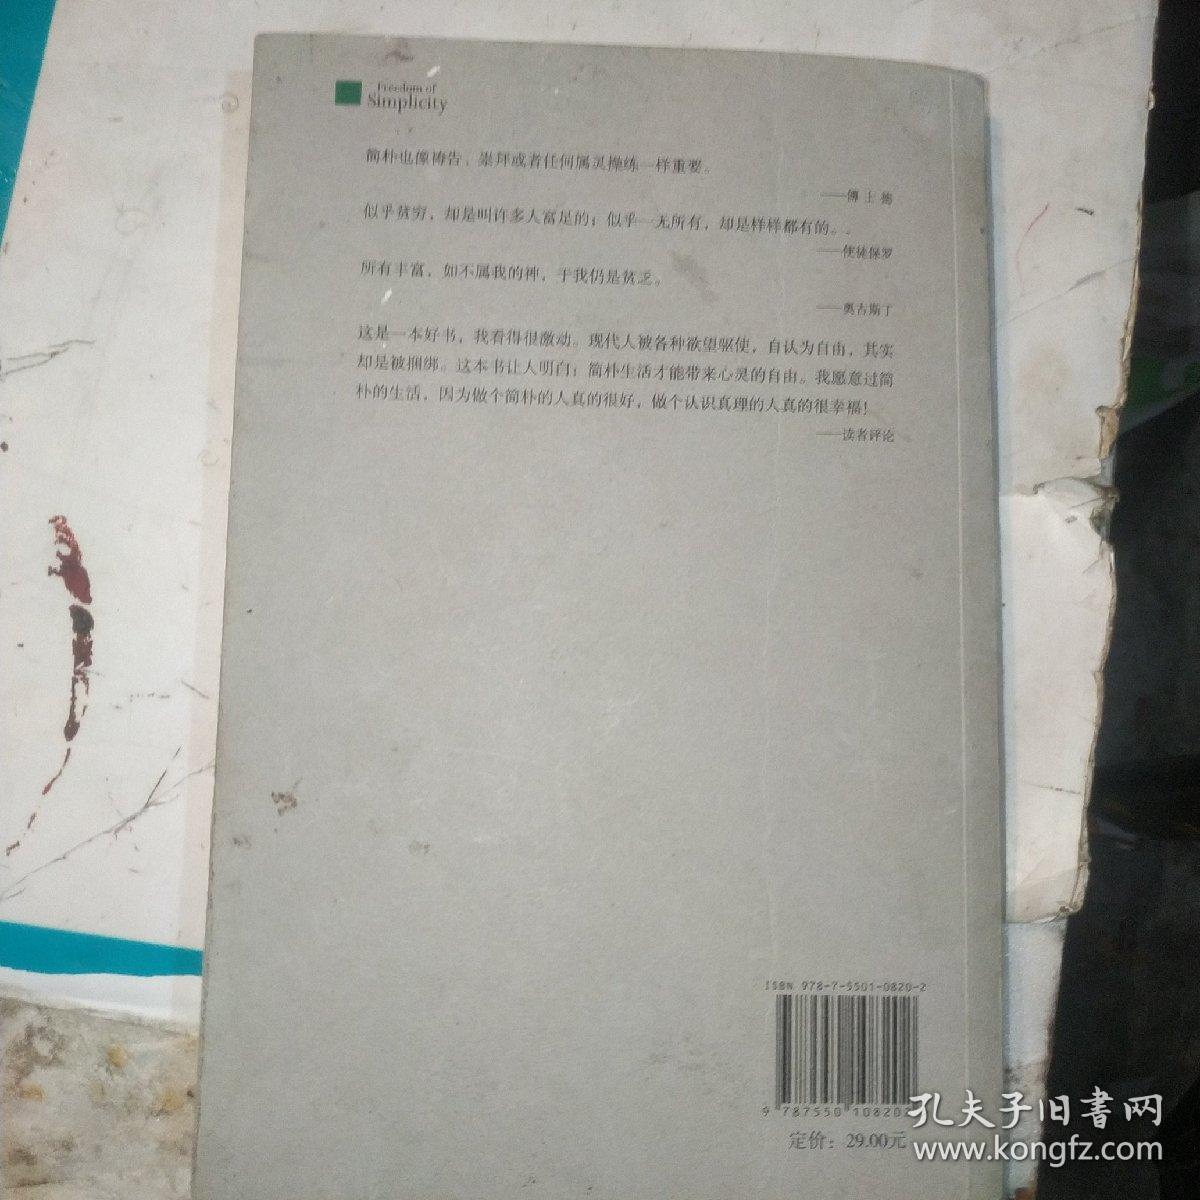 Freedom of
Simplicity
简朴也像祷告，崇拜或者任何属灵操练一样重要。
——傅士德
似乎贫穷，却是叫许多人富足的；似乎一无所有，却是样样都有的。
——使徒保罗
所有丰富，如不属我的神，于我仍是贫乏。
——奥古斯丁
这是一本好书，我看得很激动。现代人被各种欲望驱使，自认为自由，其实
却是被捆绑。这本书让人明白：简朴生活才能带来心灵的自由。我愿意过简
朴的生活，因为做个简朴的人真的很好，做个认识真理的人真的很幸福！
——读者评论
ISBN 978-7-5501-0820-2
9 787550 108202
定价：29.00元
孔夫子旧書网
www.kongfz.com